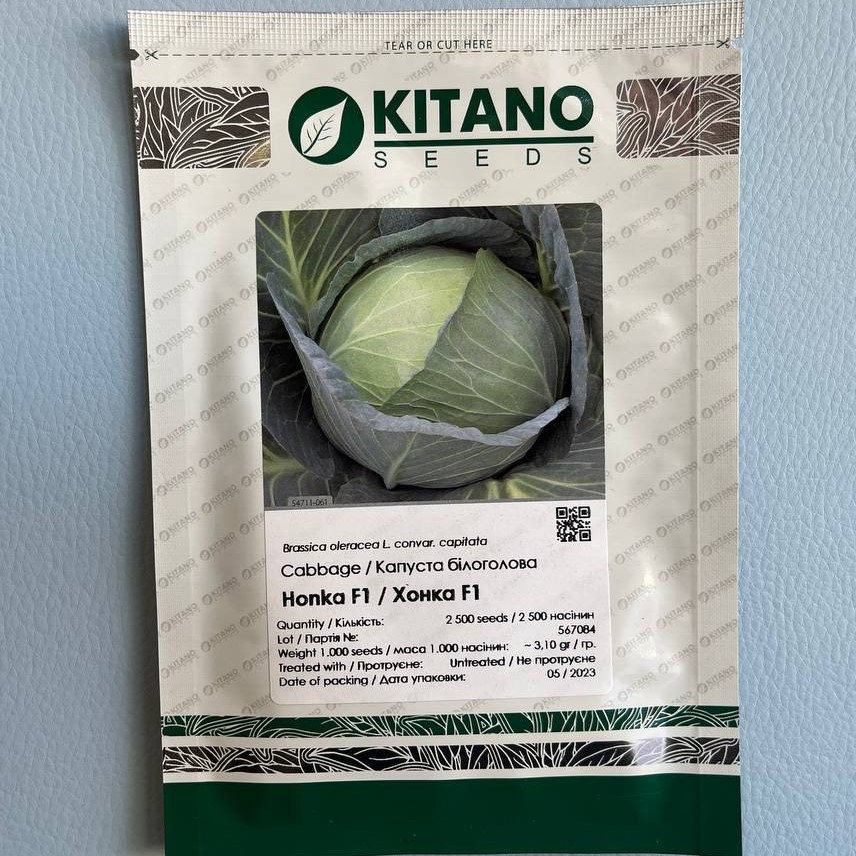 TEAR OR CUT HERE
KITANO
SEEDS
54711-061
Brassica oleracea L. convar. capitata
Cabbage / Капуста білоголова
Honka F1 / Хонка F1
Quantity / Кількість: 2 500 seeds / 2 500 насінин
Lot / Партія №: 567084
Weight 1.000 seeds / маса 1.000 насінин: ~ 3,10 gr / гр.
Treated with / Протруєне: Untreated / Не протруєне
Date of packing / Дата упаковки: 05 / 2023